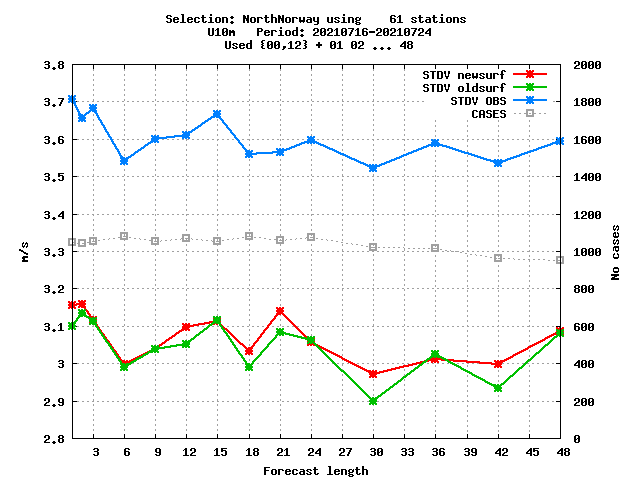 Selection: NorthNorway using    61 stations
U10m   Period: 20210716-20210724
Used {00,12} + 01 02 ... 48
STDV newsurf
STDV oldsurf
STDV OBS
CASES
3.8
3.7
3.6
3.5
3.4
3.3
3.2
3.1
3
2.9
2.8
m/s
2000
1800
1600
1400
1200
1000
800
600
400
200
0
No cases
3 6 9 12 15 18 21 24 27 30 33 36 39 42 45 48
Forecast length